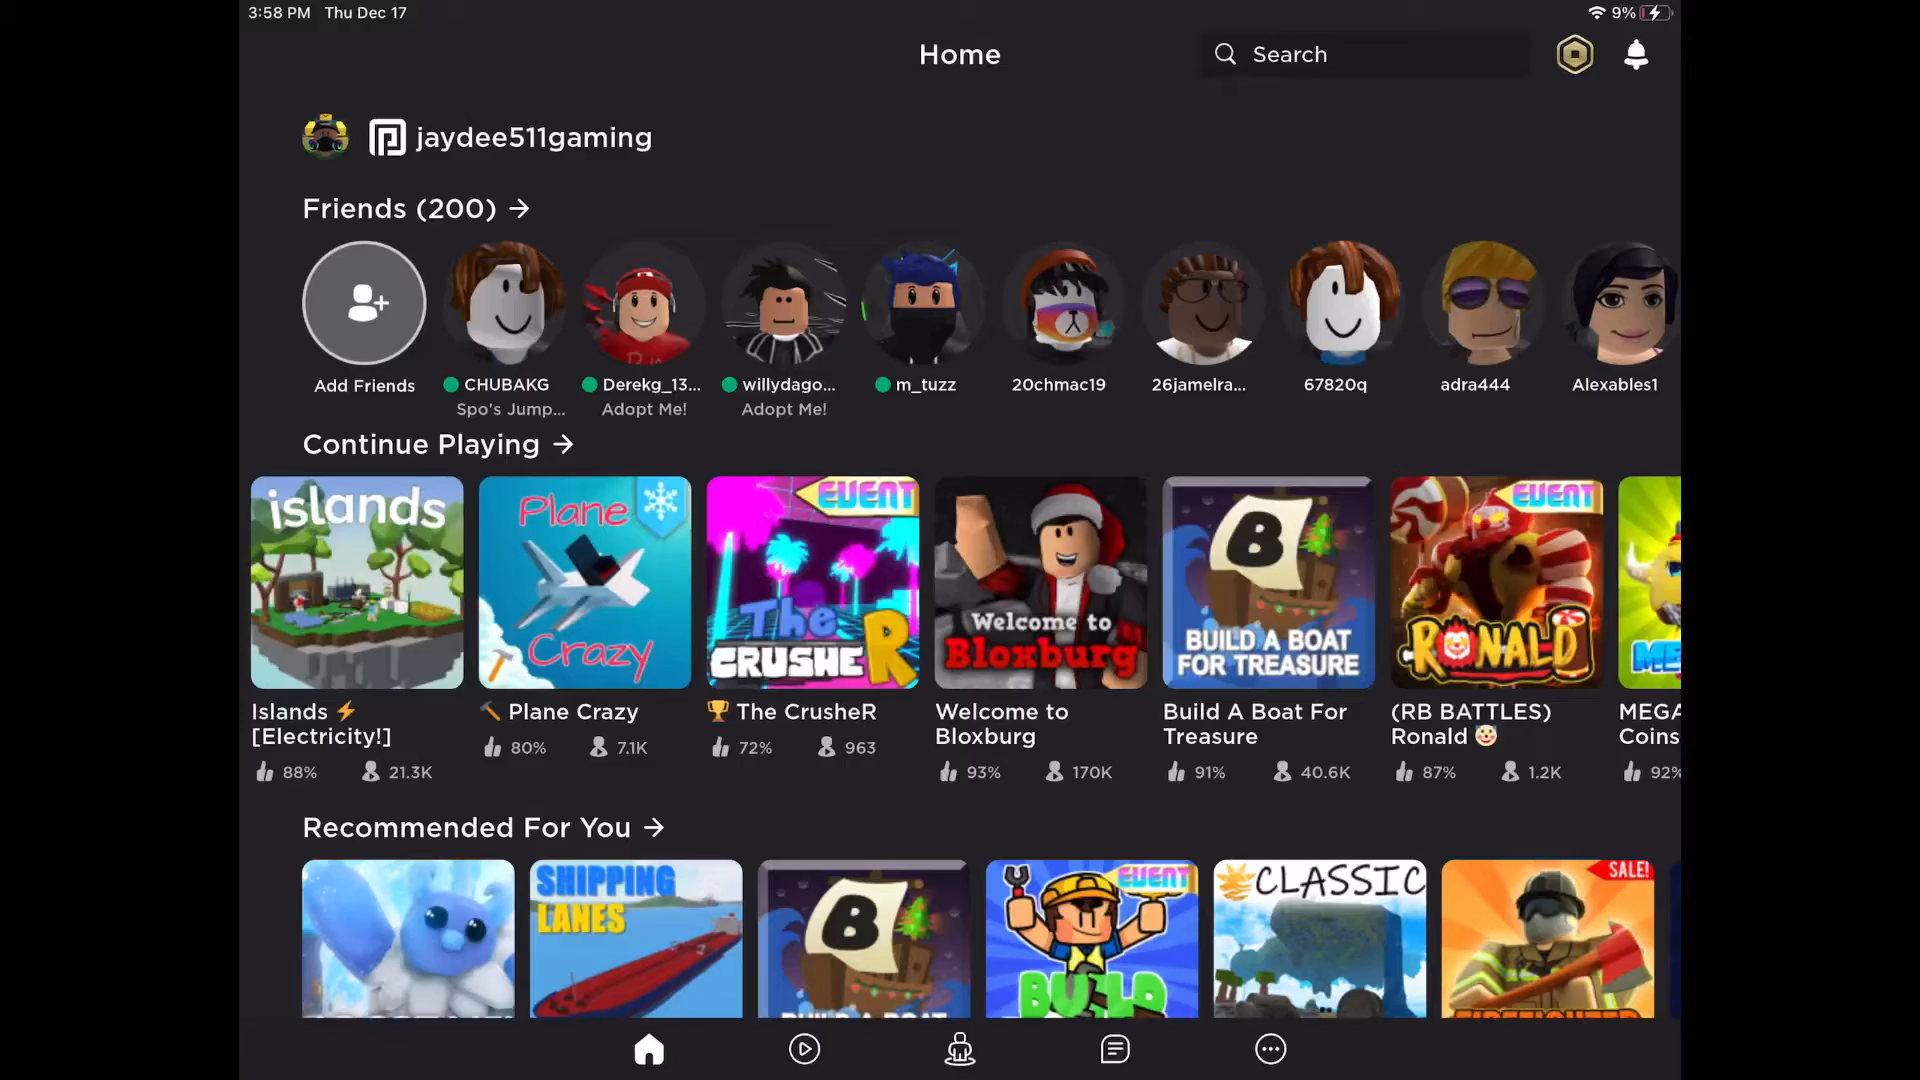 3:58 PM Thu Dec 17
9%
Home
Search
jaydee511gaming
Friends (200) →
Add Friends
CHUBAKG
Derekg_13...
willydago...
m_tuzz
20chmac19
26jamelra...
67820q
adra444
Alexables1
Spo's Jump...
Adopt Me!
Adopt Me!
Continue Playing →
islands
Plane
Crazy
EVENT
The
CRUSHER
Welcome to
Bloxburg
B
BUILD A BOAT
FOR TREASURE
EVENT
RONALD
Islands ⚡
[Electricity!]
88%
21.3K
🔨 Plane Crazy
80%
7.1K
🏆 The CrusheR
72%
963
Welcome to
Bloxburg
93%
170K
Build A Boat For
Treasure
91%
40.6K
(RB BATTLES)
Ronald 🤡
87%
1.2K
MEGA
Coins
92%
Recommended For You →
SHIPPING
LANES
B
BUILD A BOAT
EVENT
BUILD
CLASSIC
SALE!
FIREFIGHTER